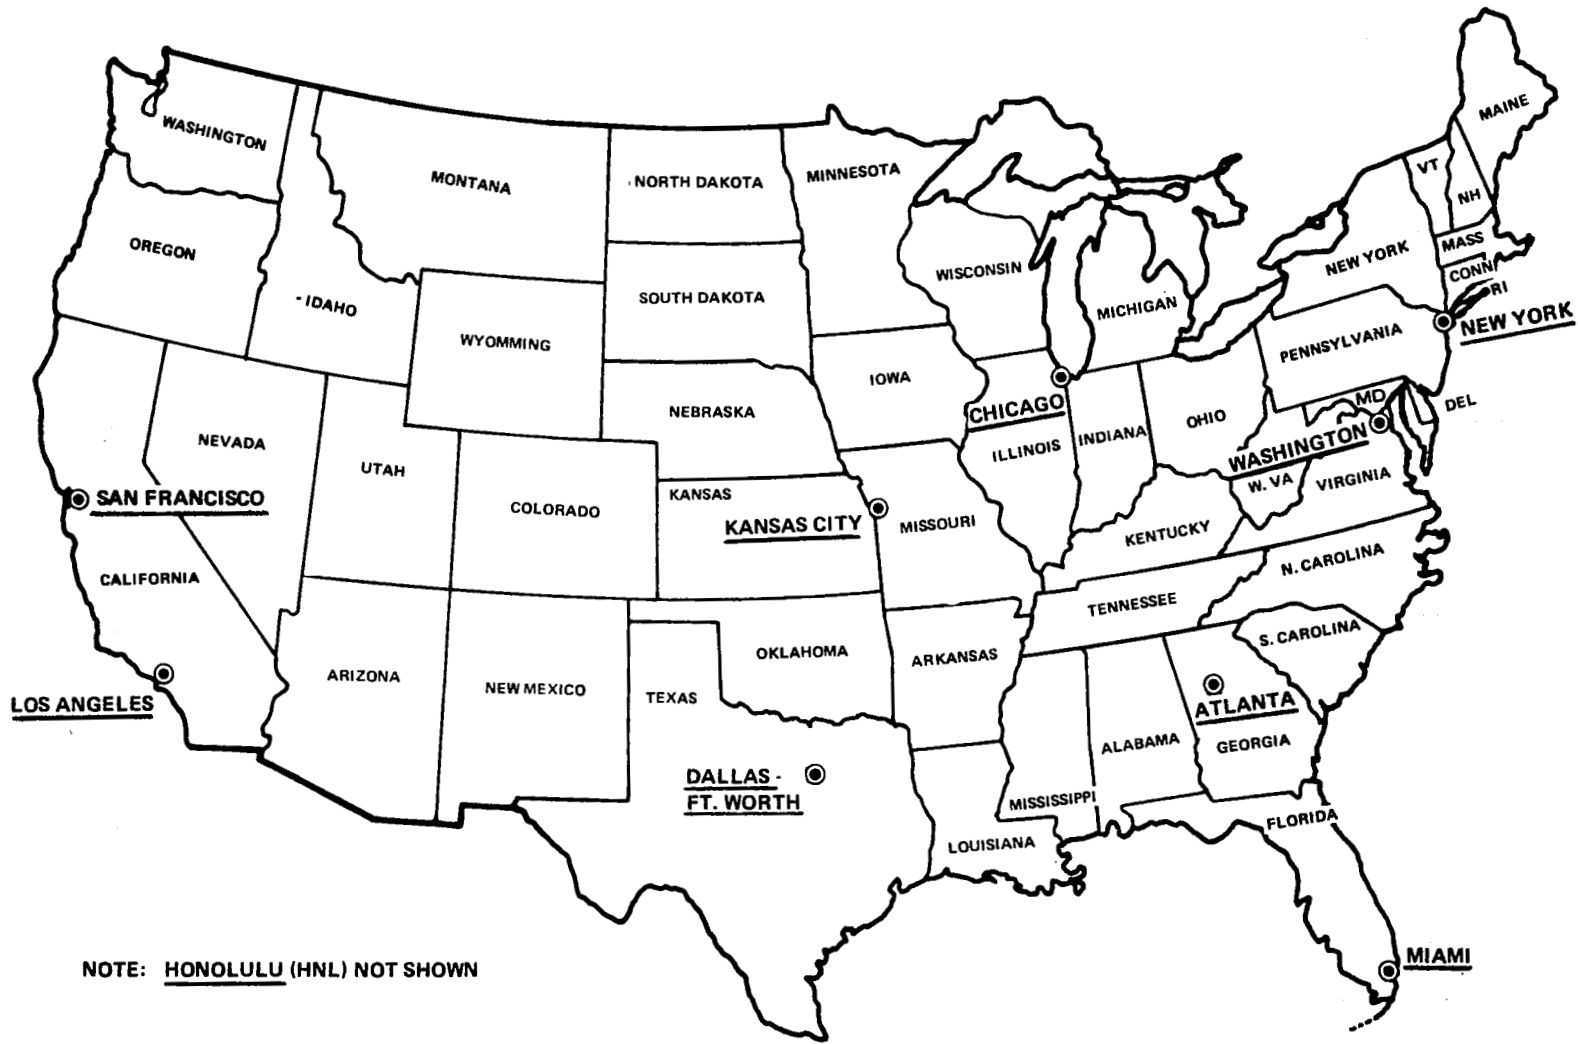 MAINE
WASHINGTON
VT
MONTANA
NORTH DAKOTA
MINNESOTA
NH
OREGON
MASS
NEW YORK
WISCONSIN
CONN
RI
IDAHO
SOUTH DAKOTA
MICHIGAN
NEW YORK
WYOMMING
PENNSYLVANIA
IOWA
MD
DEL
CHICAGO
NEBRASKA
OHIO
NEVADA
ILLINOIS
INDIANA
WASHINGTON
UTAH
W. VA
VIRGINIA
SAN FRANCISCO
KANSAS
COLORADO
KANSAS CITY
MISSOURI
KENTUCKY
CALIFORNIA
N. CAROLINA
TENNESSEE
S. CAROLINA
OKLAHOMA
ARKANSAS
ARIZONA
NEW MEXICO
TEXAS
LOS ANGELES
ATLANTA
ALABAMA
GEORGIA
DALLAS -
FT. WORTH
MISSISSIPPI
FLORIDA
LOUISIANA
MIAMI
NOTE: HONOLULU (HNL) NOT SHOWN